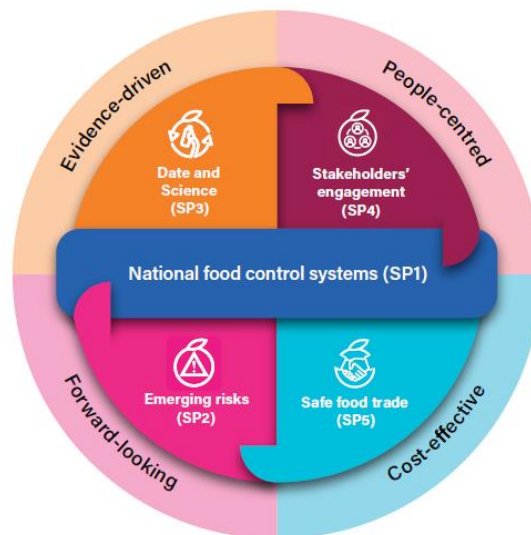 Evidence-driven
People-centred
Date and
Science
(SP3)
Stakeholders’
engagement
(SP4)
National food control systems (SP1)
Emerging risks
(SP2)
Safe food trade
(SP5)
Forward-looking
Cost-effective